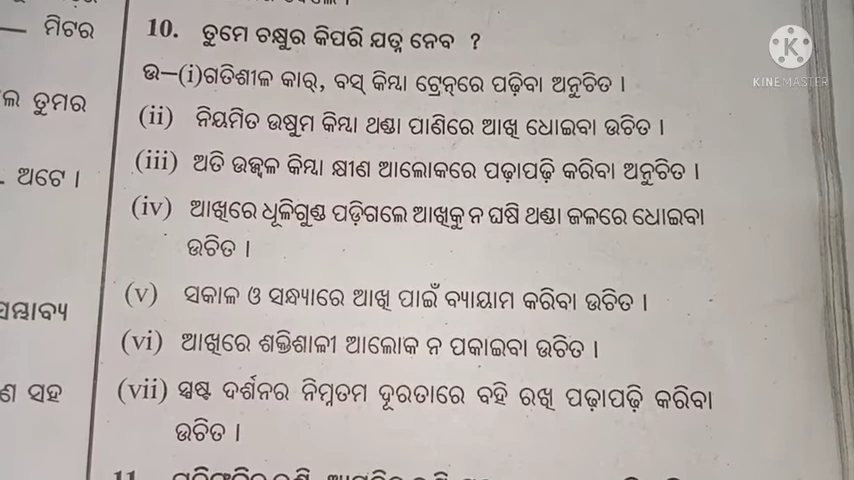 — ମିଟର
ଲ ତୁମର
ଅଟେ ।
ସମ୍ଭାବ୍ୟ
ଣ ସହ
10. ତୁମେ ଚକ୍ଷୁର କିପରି ଯତ୍ନ ନେବ ?
ଉ—(i) ଗତିଶୀଳ କାର୍, ବସ୍ କିମ୍ବା ଟ୍ରେନ୍‌ରେ ପଢ଼ିବା ଅନୁଚିତ ।
(ii) ନିୟମିତ ଉଷୁମ କିମ୍ବା ଥଣ୍ଡା ପାଣିରେ ଆଖି ଧୋଇବା ଉଚିତ ।
(iii) ଅତି ଉଜ୍ଜ୍ୱଳ କିମ୍ବା କ୍ଷୀଣ ଆଲୋକରେ ପଢ଼ାପଢ଼ି କରିବା ଅନୁଚିତ ।
(iv) ଆଖିରେ ଧୂଳିଗୁଣ୍ଡ ପଡ଼ିଗଲେ ଆଖିକୁ ନ ଘଷି ଥଣ୍ଡା ଜଳରେ ଧୋଇବା
ଉଚିତ ।
(v) ସକାଳ ଓ ସନ୍ଧ୍ୟାରେ ଆଖି ପାଇଁ ବ୍ୟାୟାମ କରିବା ଉଚିତ ।
(vi) ଆଖିରେ ଶକ୍ତିଶାଳୀ ଆଲୋକ ନ ପକାଇବା ଉଚିତ ।
(vii) ସ୍ପଷ୍ଟ ଦର୍ଶନର ନିମ୍ନତମ ଦୂରତାରେ ବହି ରଖି ପଢ଼ାପଢ଼ି କରିବା
ଉଚିତ ।
11.
K
KINEMASTER